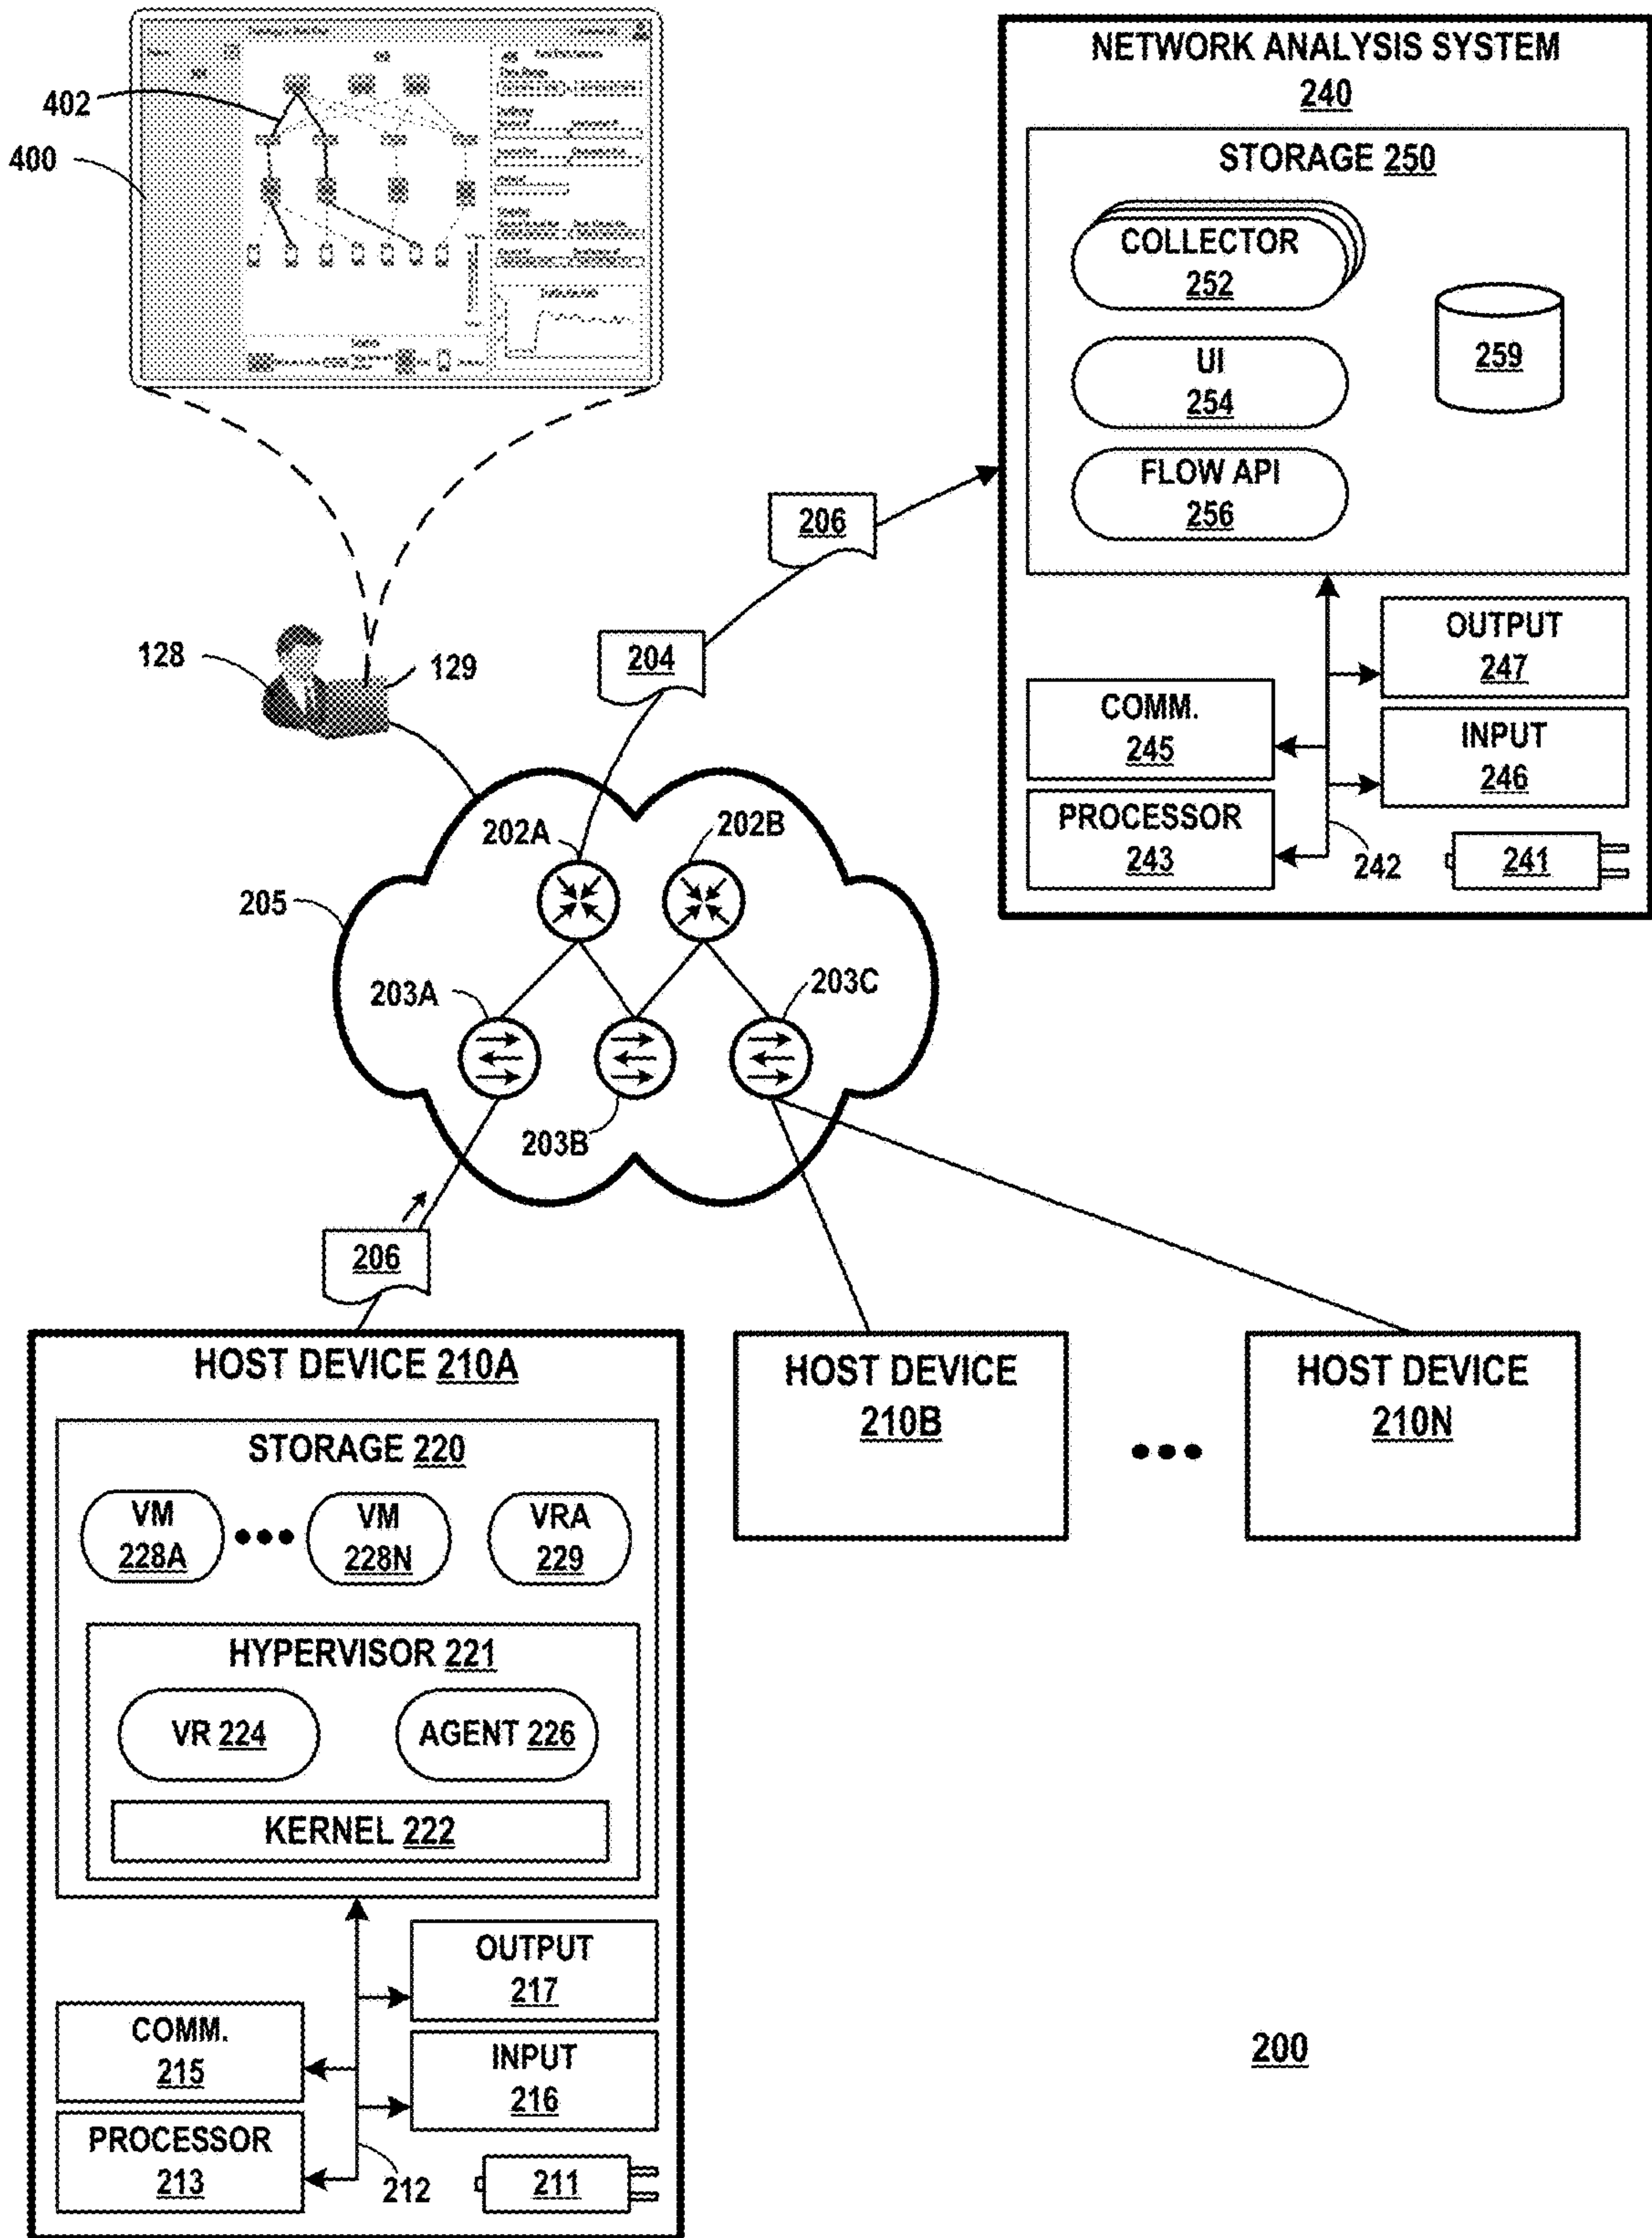 402
400
NETWORK ANALYSIS SYSTEM
240
STORAGE 250
COLLECTOR
252
UI
254
FLOW API
256
259
206
204
128
129
OUTPUT
247
COMM.
245
INPUT
246
PROCESSOR
243
242
241
202A
202B
205
203A
203C
203B
206
HOST DEVICE 210A
STORAGE 220
VM
228A
VM
228N
VRA
229
HYPERVISOR 221
VR 224
AGENT 226
KERNEL 222
OUTPUT
217
COMM.
215
INPUT
216
PROCESSOR
213
212
211
HOST DEVICE
210B
HOST DEVICE
210N
200